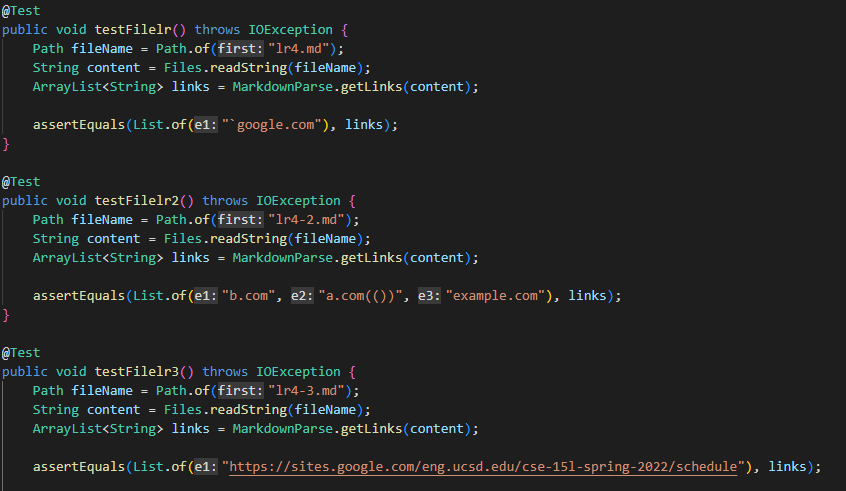 @Test
public void testFilelr() throws IOException {
    Path fileName = Path.of(first: "lr4.md");
    String content = Files.readString(fileName);
    ArrayList<String> links = MarkdownParse.getLinks(content);

    assertEquals(List.of(e1: "`google.com"), links);
}

@Test
public void testFilelr2() throws IOException {
    Path fileName = Path.of(first: "lr4-2.md");
    String content = Files.readString(fileName);
    ArrayList<String> links = MarkdownParse.getLinks(content);

    assertEquals(List.of(e1: "b.com", e2: "a.com(())", e3: "example.com"), links);
}

@Test
public void testFilelr3() throws IOException {
    Path fileName = Path.of(first: "lr4-3.md");
    String content = Files.readString(fileName);
    ArrayList<String> links = MarkdownParse.getLinks(content);

    assertEquals(List.of(e1: "https://sites.google.com/eng.ucsd.edu/cse-15l-spring-2022/schedule"), links);